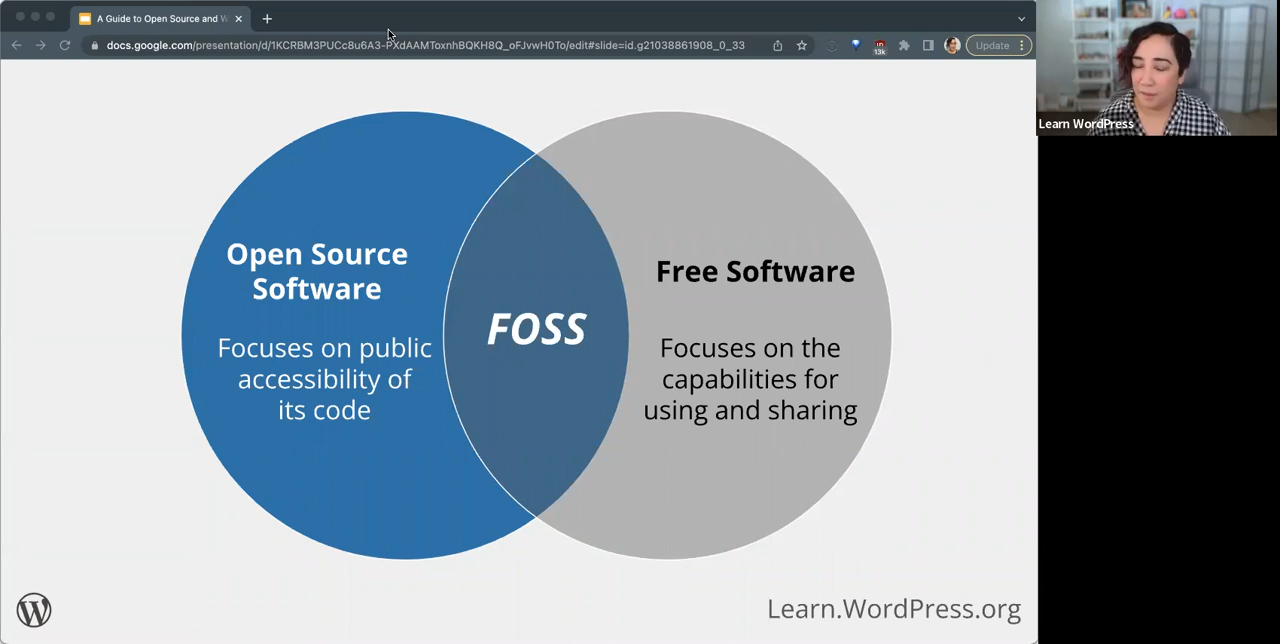 A Guide to Open Source and W
docs.google.com/presentation/d/1KCRBM3PUCc8u6A3-PXdAAMToxnhBQKH8Q_oFJvwH0To/edit#slide=id.g21038861908_0_33
13k
Update
Learn WordPress
Open Source
Software
Focuses on public
accessibility of
its code
FOSS
Free Software
Focuses on the
capabilities for
using and sharing
Learn.WordPress.org